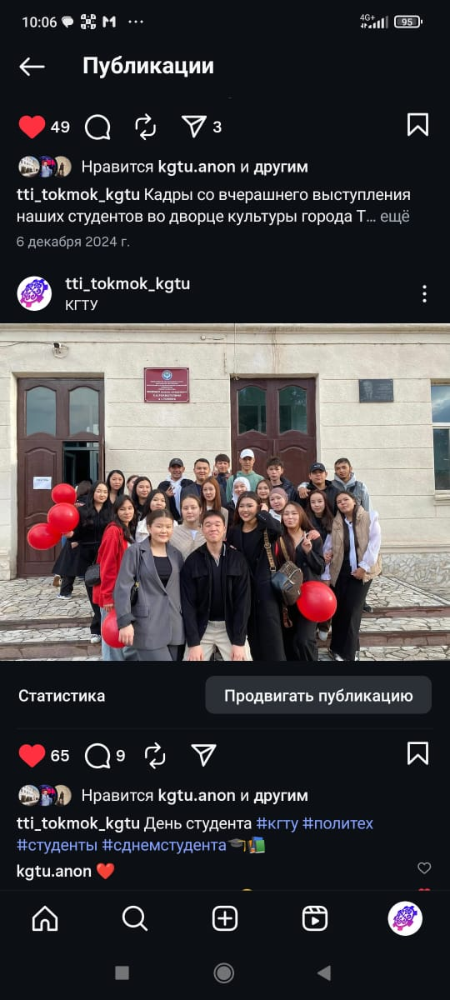 10:06
4G+
95
Публикации
49
3
Нравится kgtu.anon и другим
tti_tokmok_kgtu Кадры со вчерашнего выступления
наших студентов во дворце культуры города Т... ещё
6 декабря 2024 г.
tti_tokmok_kgtu
КГТУ
Статистика
Продвигать публикацию
65
9
Нравится kgtu.anon и другим
tti_tokmok_kgtu День студента #кгту #политех
#студенты #сднемстудента🎓📚
kgtu.anon ❤️